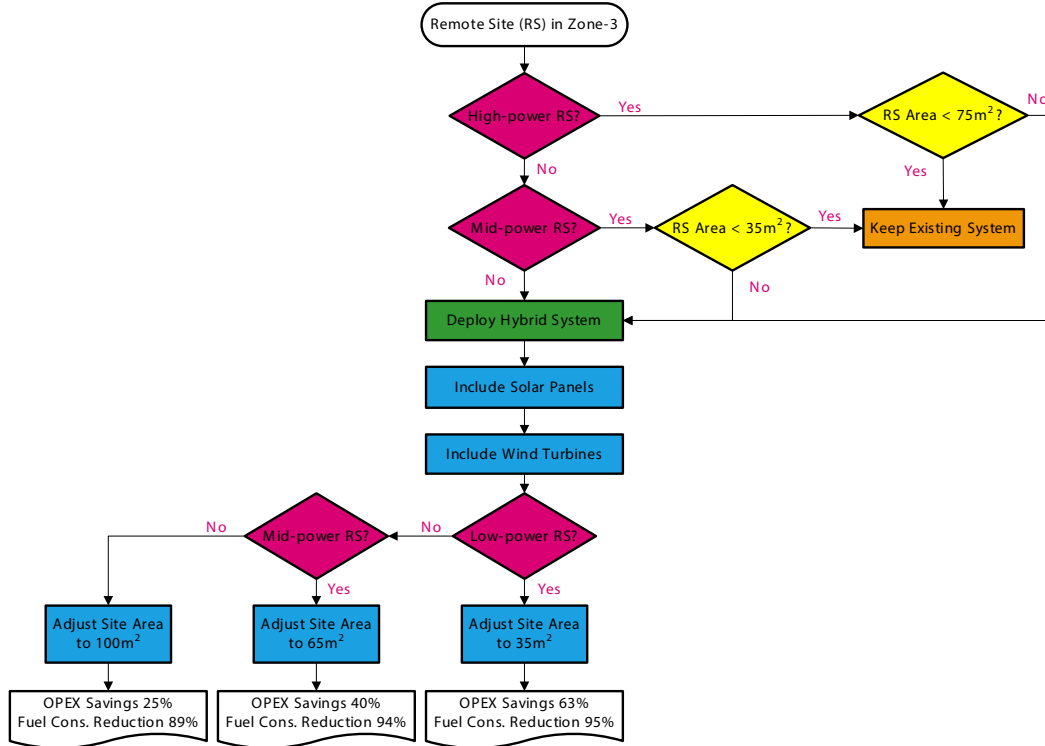 Remote Site (RS) in Zone-3
High-power RS?
Yes
RS Area < 75m²?
No
No
Yes
Mid-power RS?
Yes
RS Area < 35m²?
Yes
Keep Existing System
No
No
Deploy Hybrid System
Include Solar Panels
Include Wind Turbines
No
Mid-power RS?
No
Low-power RS?
Yes
Yes
Adjust Site Area
to 100m²
Adjust Site Area
to 65m²
Adjust Site Area
to 35m²
OPEX Savings 25%
Fuel Cons. Reduction 89%
OPEX Savings 40%
Fuel Cons. Reduction 94%
OPEX Savings 63%
Fuel Cons. Reduction 95%